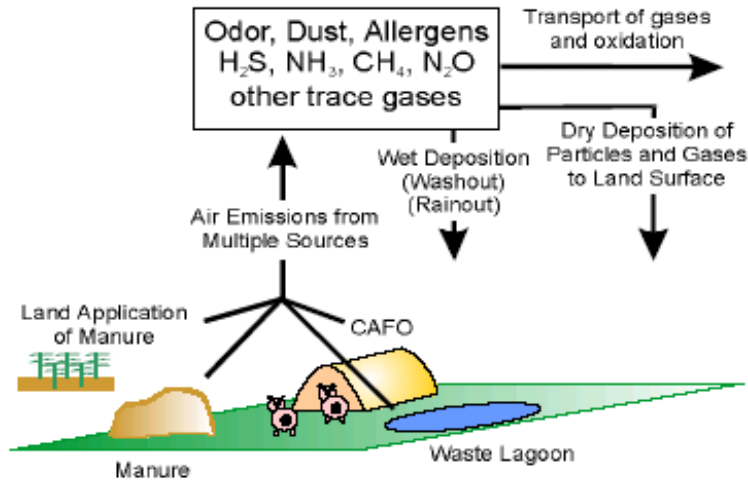 Odor, Dust, Allergens
H₂S, NH₃, CH₄, N₂O
other trace gases
Transport of gases
and oxidation
Wet Deposition
(Washout)
(Rainout)
Dry Deposition of
Particles and Gases
to Land Surface
Air Emissions from
Multiple Sources
Land Application
of Manure
CAFO
Manure
Waste Lagoon